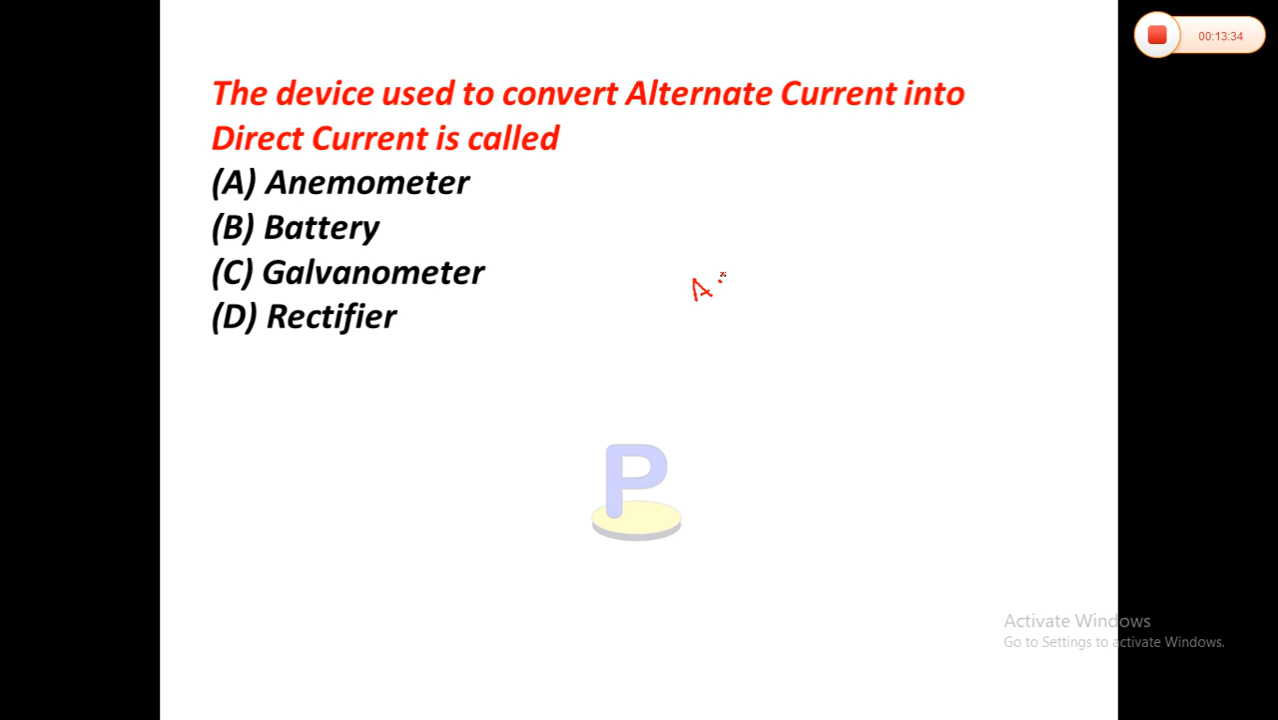 00:13:34
The device used to convert Alternate Current into
Direct Current is called
(A) Anemometer
(B) Battery
(C) Galvanometer
(D) Rectifier
A
P
Activate Windows
Go to Settings to activate Windows.